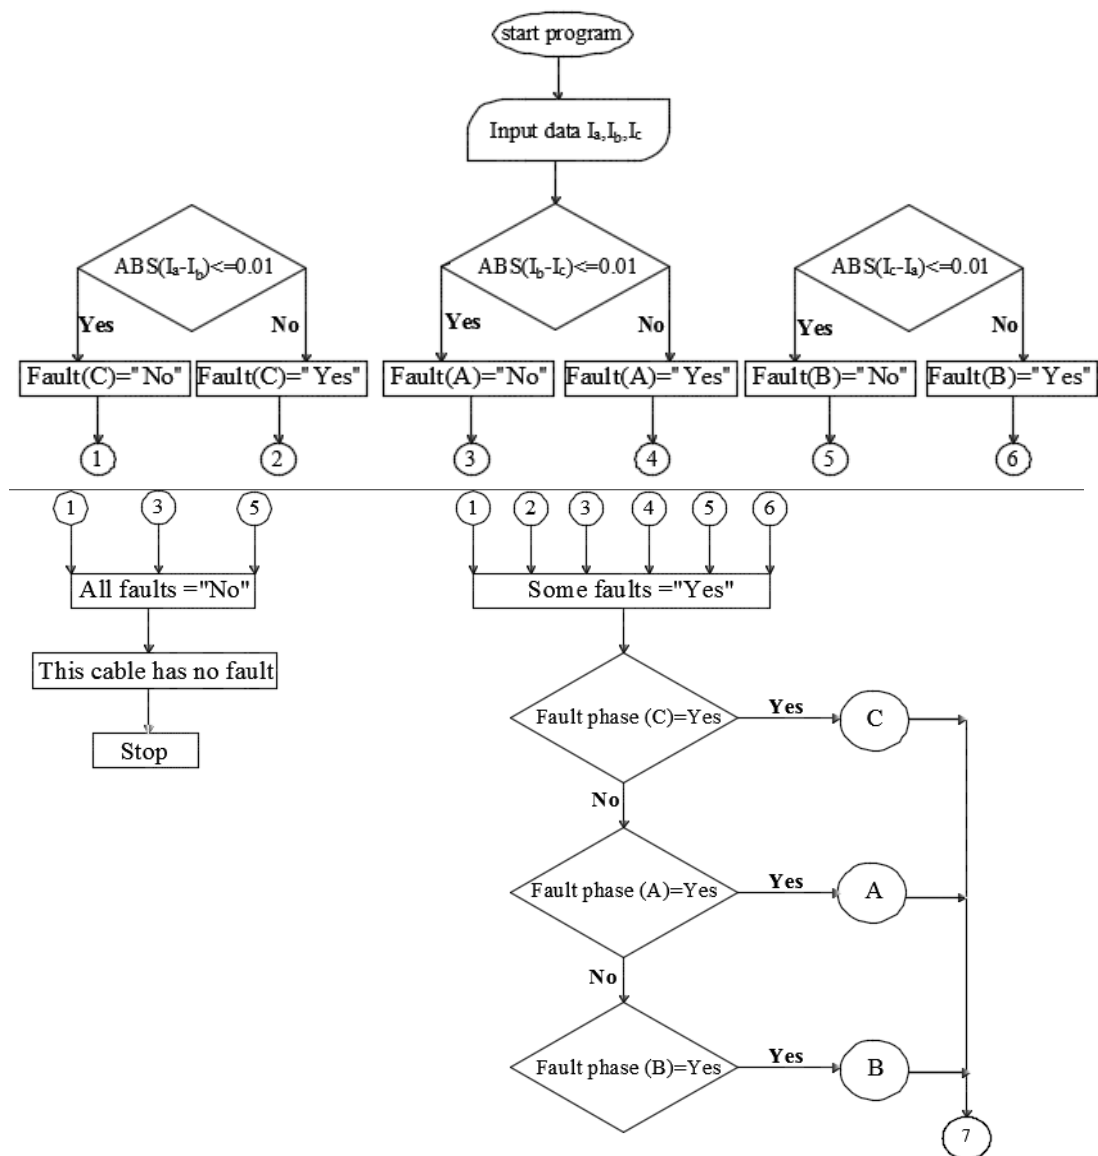 start program
Input data Ia,Ib,Ic
ABS(Ia-Ib)<=0.01
ABS(Ib-Ic)<=0.01
ABS(Ic-Ia)<=0.01
Yes
No
Yes
No
Yes
No
Fault(C)="No"
Fault(C)="Yes"
Fault(A)="No"
Fault(A)="Yes"
Fault(B)="No"
Fault(B)="Yes"
1
2
3
4
5
6
1
3
5
1
2
3
4
5
6
All faults ="No"
Some faults ="Yes"
This cable has no fault
Stop
Fault phase (C)=Yes
Yes
C
No
Fault phase (A)=Yes
Yes
A
No
Fault phase (B)=Yes
Yes
B
7